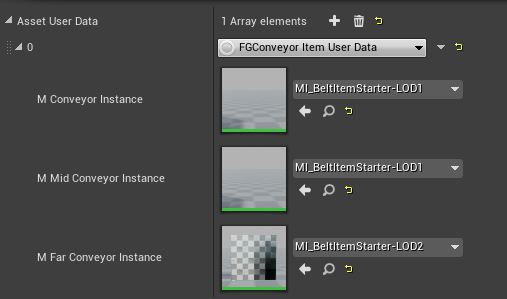 Asset User Data
1 Array elements
0
FGConveyor Item User Data
M Conveyor Instance
MI_BeltItemStarter-LOD1
M Mid Conveyor Instance
MI_BeltItemStarter-LOD1
M Far Conveyor Instance
MI_BeltItemStarter-LOD2